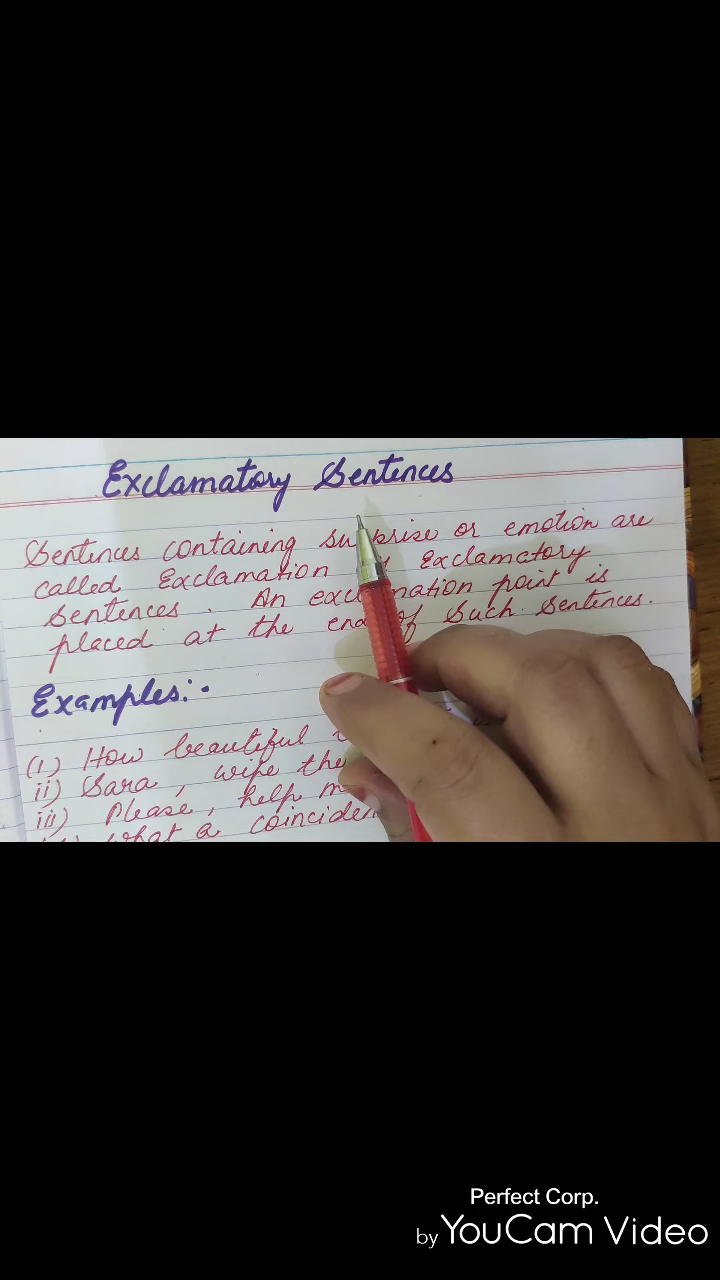 Exclamatory Sentences
Sentences containing surprise or emotion are
called Exclamation Exclamatory
Sentences. An exclamation point is
placed at the end of such sentences.
Examples:-
(i) How beautiful
ii) Sara, wipe the
iii) Please, help
What a
Perfect Corp.
by YouCam Video